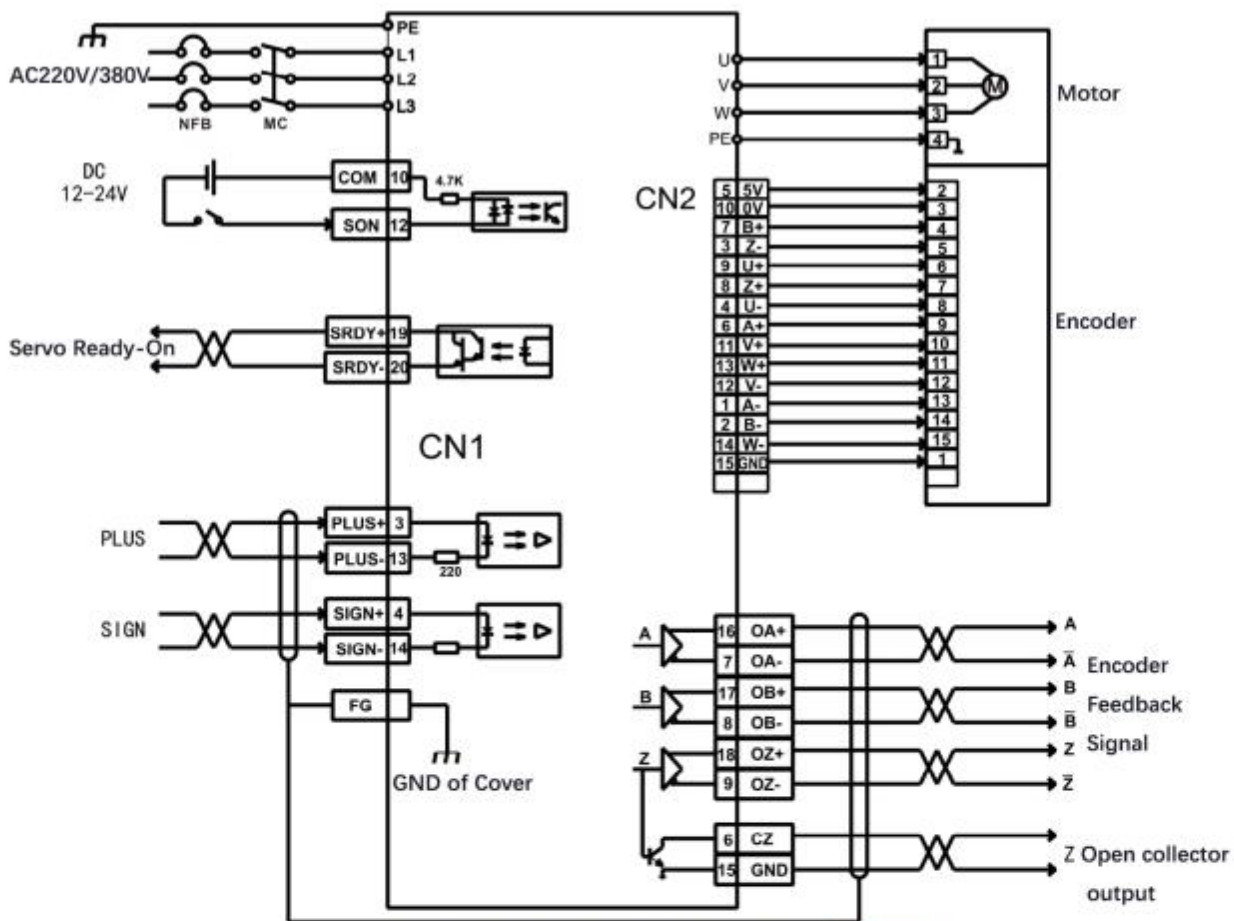 PE
L1
AC220V/380V
L2
L3
NFB MC
DC
12-24V
COM 10
4.7K
SON 12
Servo Ready-On
SRDY+ 19
SRDY- 20
CN1
PLUS
PLUS+ 3
PLUS- 13
220
SIGN
SIGN+ 4
SIGN- 14
FG
GND of Cover
U 1
V 2 M
W 3
PE 4
Motor
CN2
5 5V 2
10 0V 3
7 B+ 4
3 Z- 5
9 U+ 6
8 Z+ 7
4 U- 8
6 A+ 9
11 V+ 10
13 W+ 11
12 V- 12
1 A- 13
2 B- 14
14 W- 15
15 GND 1
Encoder
A 16 OA+ A
7 OA- A̅
B 17 OB+ B
8 OB- B̅
Z 18 OZ+ Z
9 OZ- Z̅
Encoder
Feedback
Signal
6 CZ
15 GND
Z Open collector
output